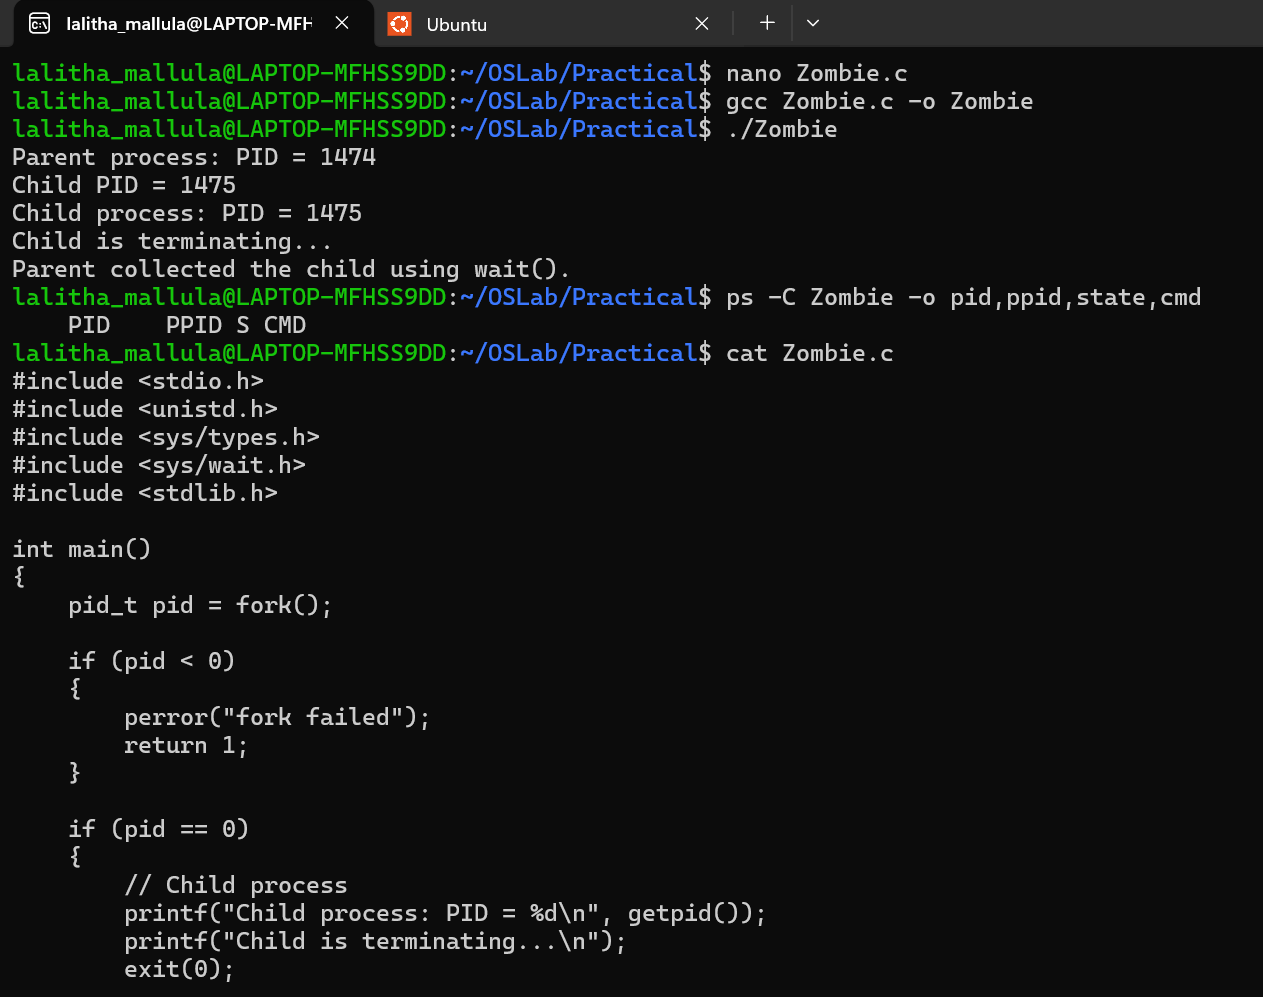 lalitha_mallula@LAPTOP-MFH
Ubuntu
lalitha_mallula@LAPTOP-MFHSS9DD:~/OSLab/Practical$ nano Zombie.c
lalitha_mallula@LAPTOP-MFHSS9DD:~/OSLab/Practical$ gcc Zombie.c -o Zombie
lalitha_mallula@LAPTOP-MFHSS9DD:~/OSLab/Practical$ ./Zombie
Parent process: PID = 1474
Child PID = 1475
Child process: PID = 1475
Child is terminating...
Parent collected the child using wait().
lalitha_mallula@LAPTOP-MFHSS9DD:~/OSLab/Practical$ ps -C Zombie -o pid,ppid,state,cmd
    PID    PPID S CMD
lalitha_mallula@LAPTOP-MFHSS9DD:~/OSLab/Practical$ cat Zombie.c
#include <stdio.h>
#include <unistd.h>
#include <sys/types.h>
#include <sys/wait.h>
#include <stdlib.h>

int main()
{
    pid_t pid = fork();

    if (pid < 0)
    {
        perror("fork failed");
        return 1;
    }

    if (pid == 0)
    {
        // Child process
        printf("Child process: PID = %d\n", getpid());
        printf("Child is terminating...\n");
        exit(0);